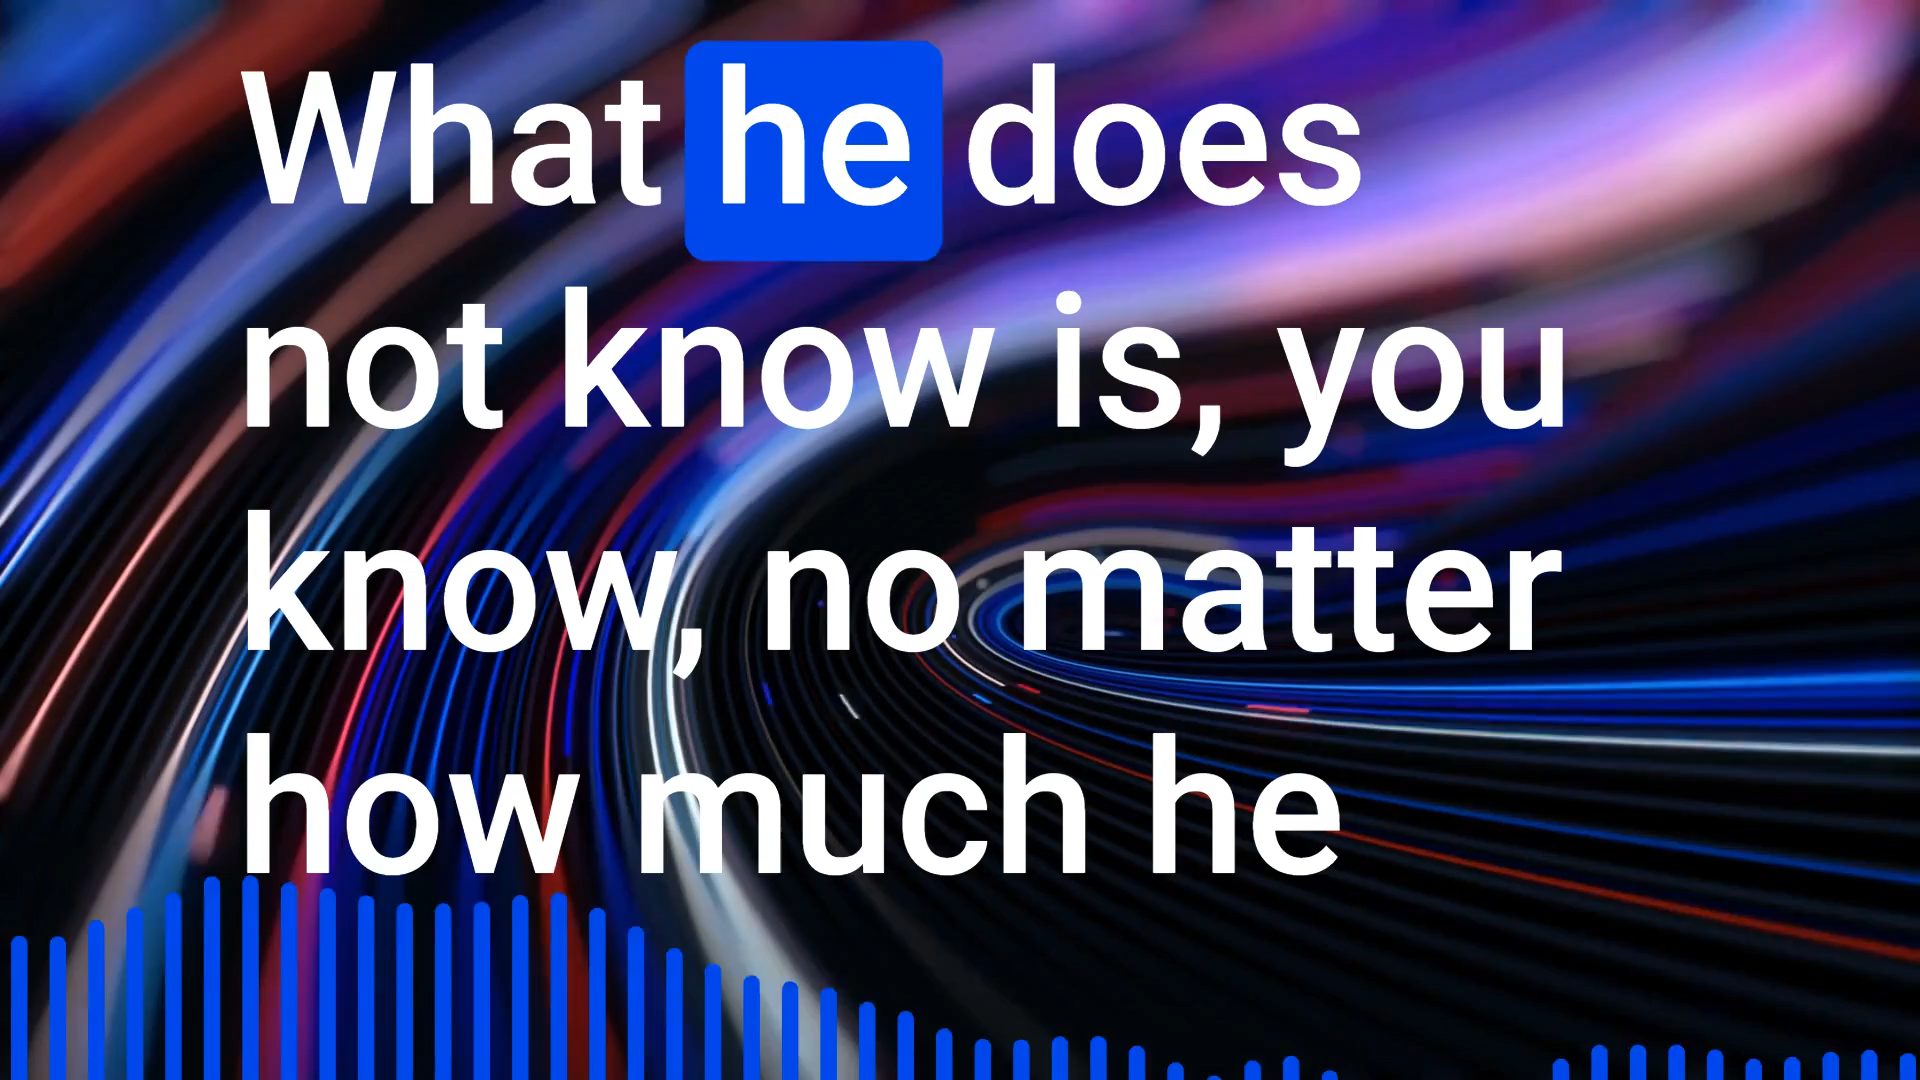 What he does
not know is, you
know, no matter
how much he